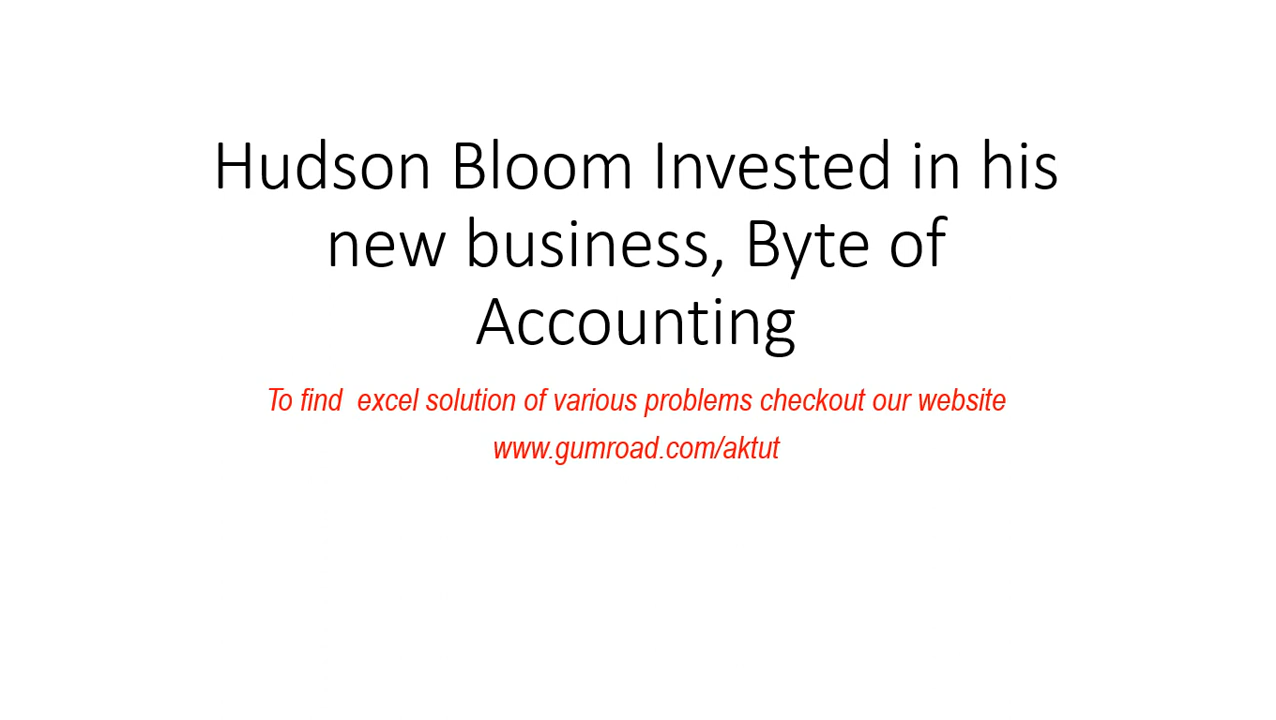 Hudson Bloom Invested in his
new business, Byte of
Accounting
To find  excel solution of various problems checkout our website
www.gumroad.com/aktut